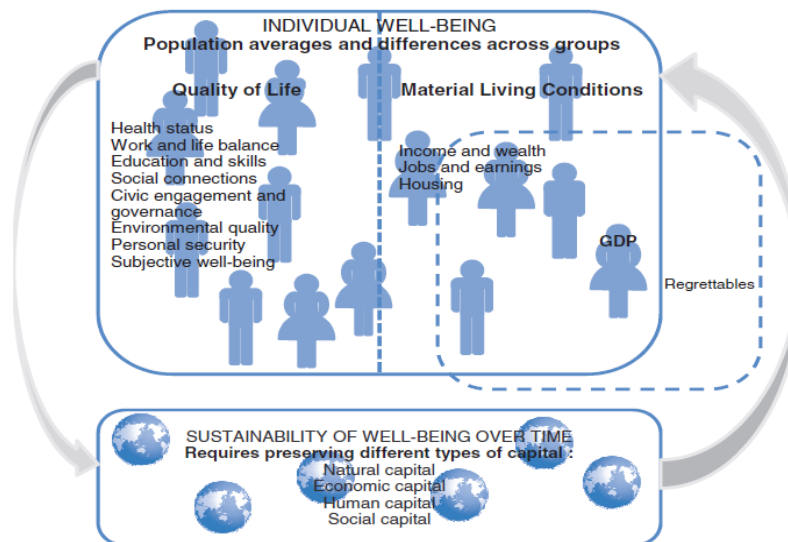 INDIVIDUAL WELL-BEING
Population averages and differences across groups
Quality of Life
Health status
Work and life balance
Education and skills
Social connections
Civic engagement and
governance
Environmental quality
Personal security
Subjective well-being
Material Living Conditions
Income and wealth
Jobs and earnings
Housing
GDP
Regrettables
SUSTAINABILITY OF WELL-BEING OVER TIME
Requires preserving different types of capital :
Natural capital
Economic capital
Human capital
Social capital